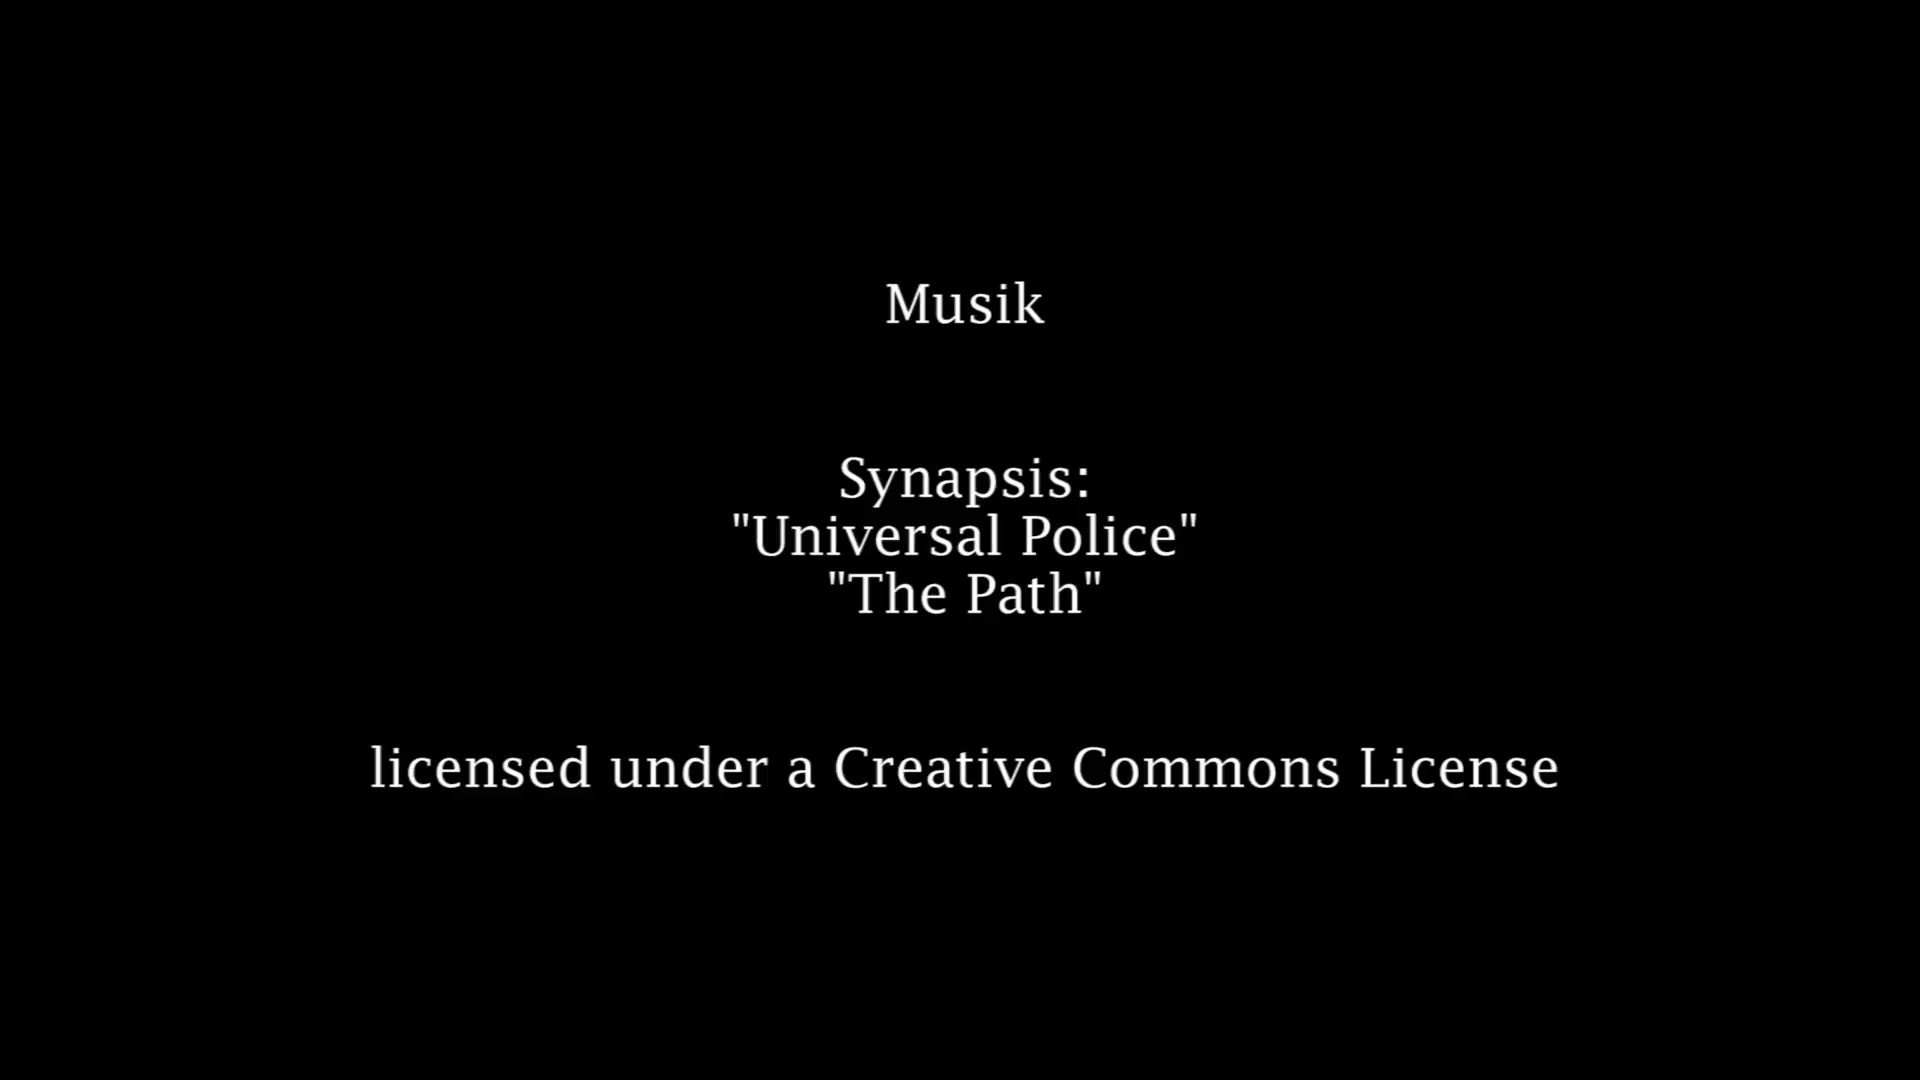 Musik
Synapsis:
"Universal Police"
"The Path"
licensed under a Creative Commons License